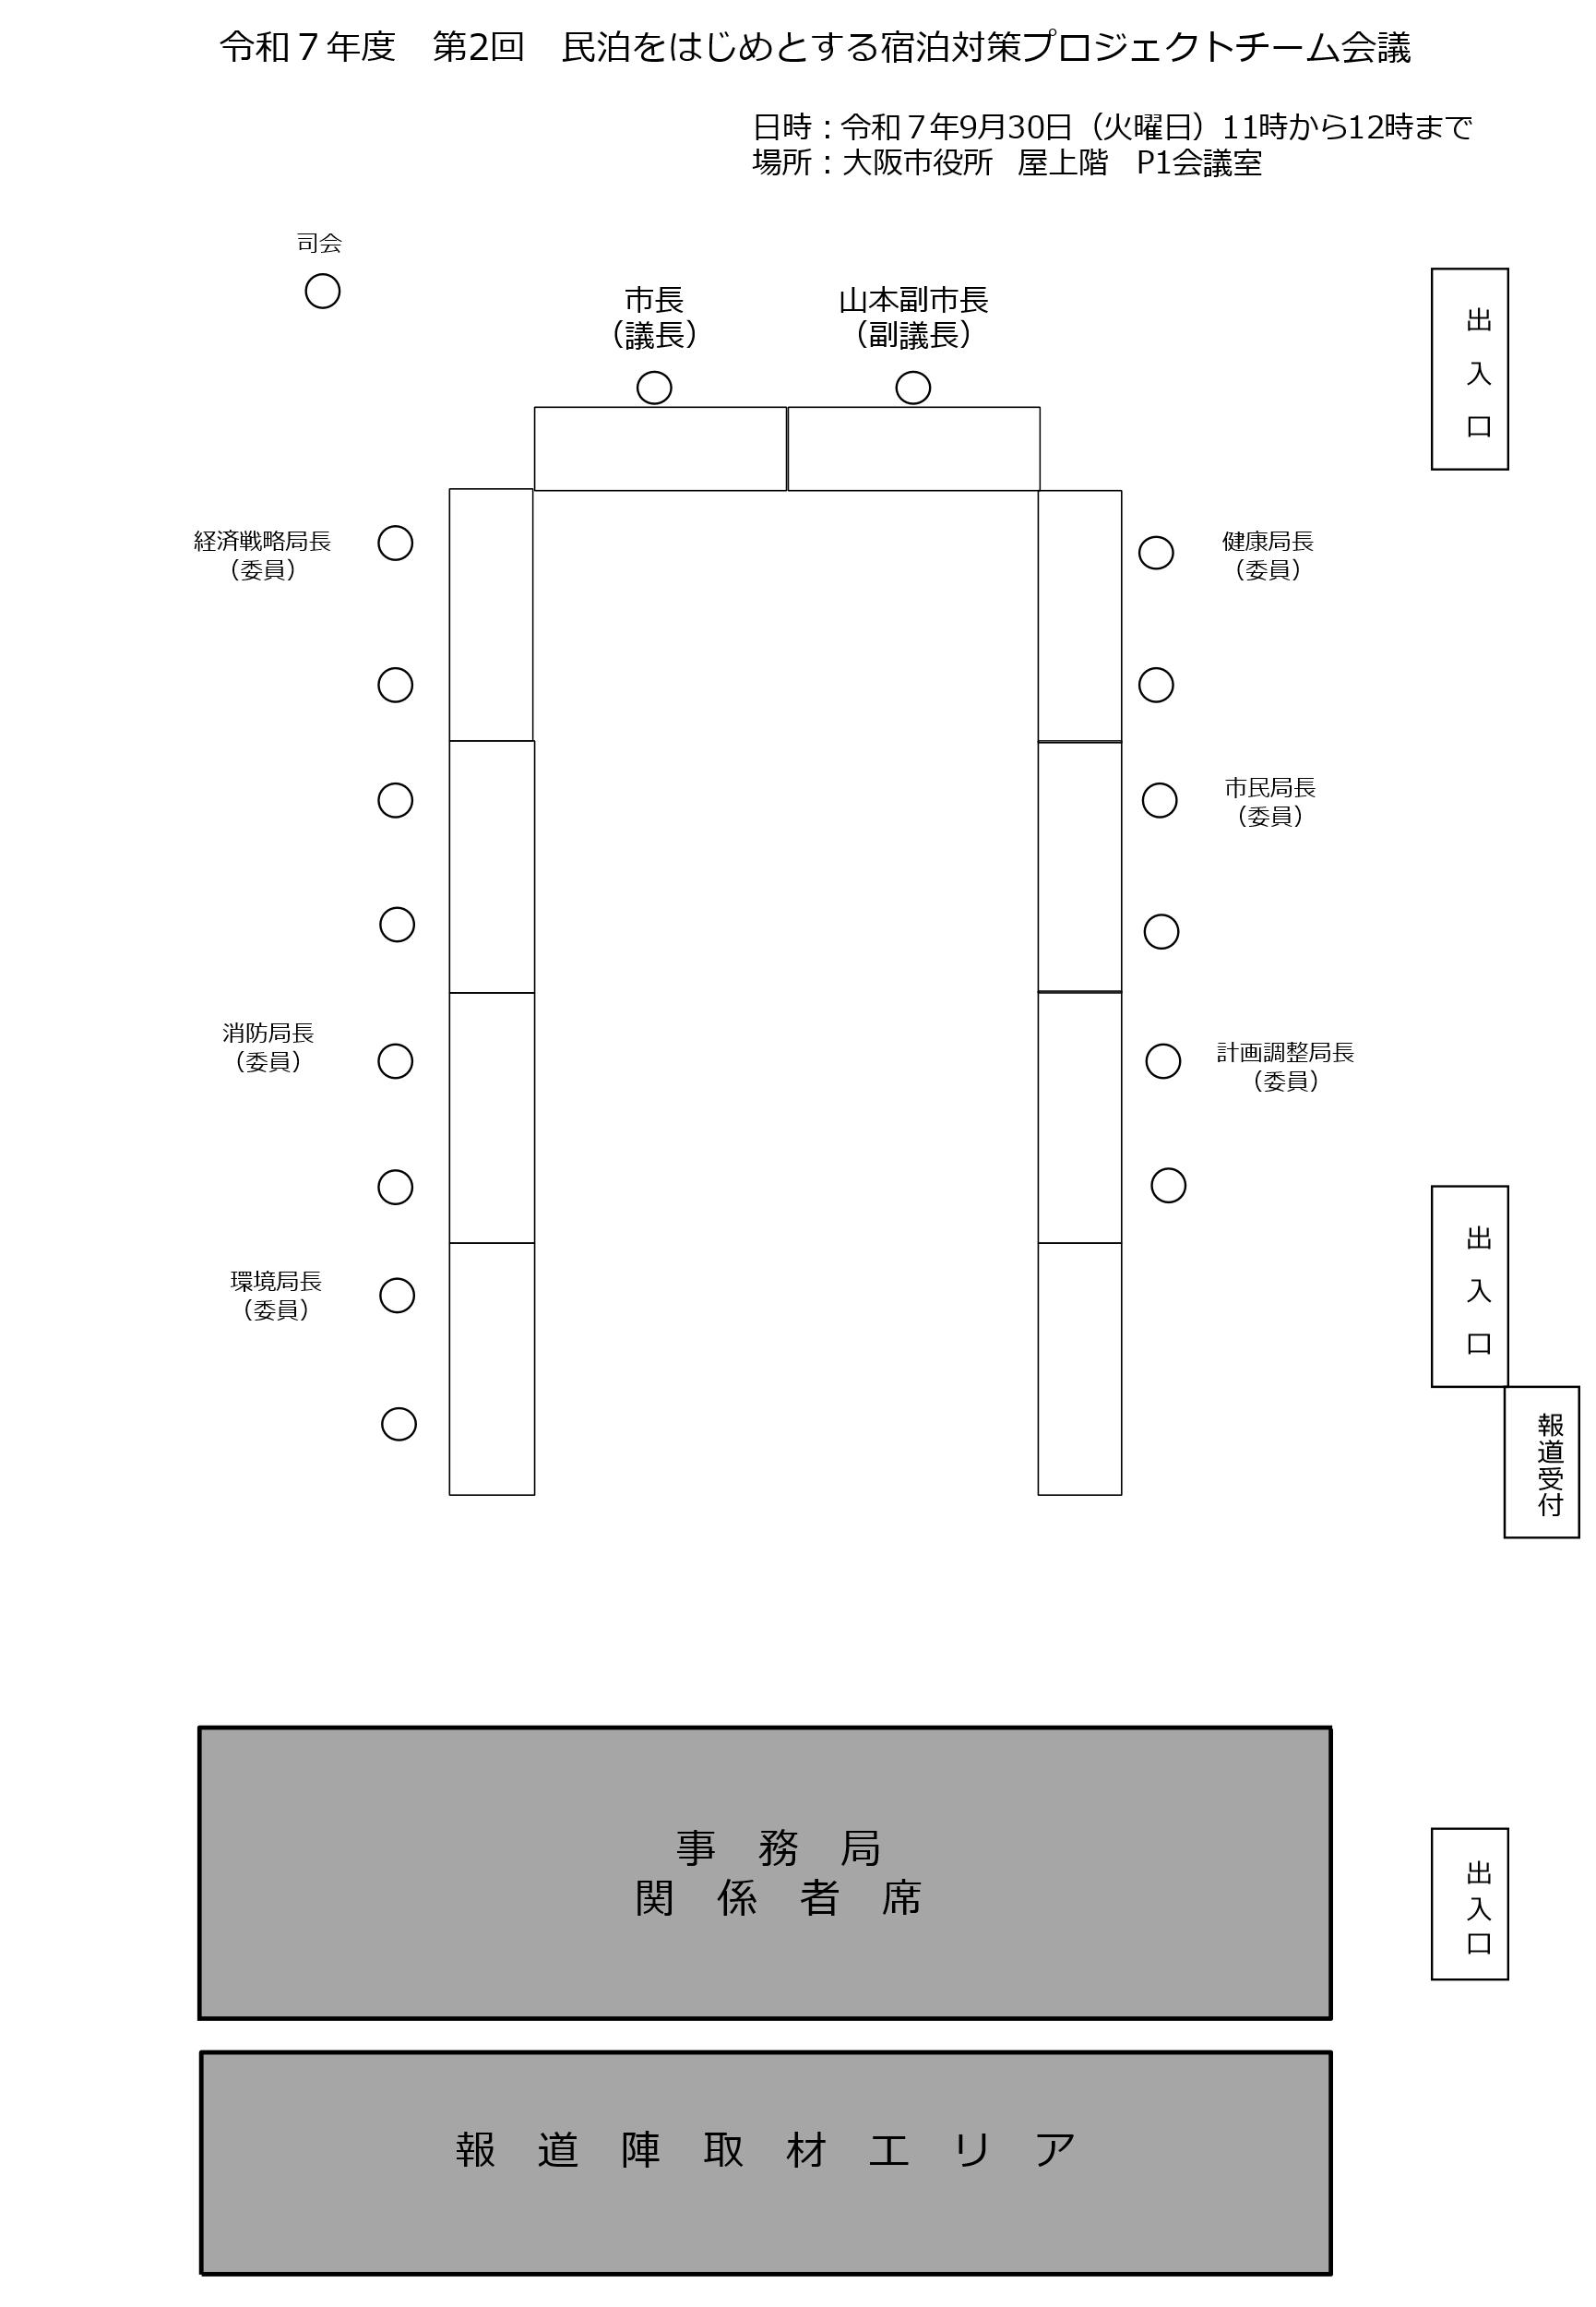 令和７年度　第2回　民泊をはじめとする宿泊対策プロジェクトチーム会議
日時：令和７年9月30日（火曜日）11時から12時まで
場所：大阪市役所　屋上階　P1会議室
司会
市長
（議長）
山本副市長
（副議長）
出入口
経済戦略局長
（委員）
健康局長
（委員）
市民局長
（委員）
消防局長
（委員）
計画調整局長
（委員）
出入口
環境局長
（委員）
報道受付
事　務　局
関　係　者　席
出入口
報　道　陣　取　材　エ　リ　ア